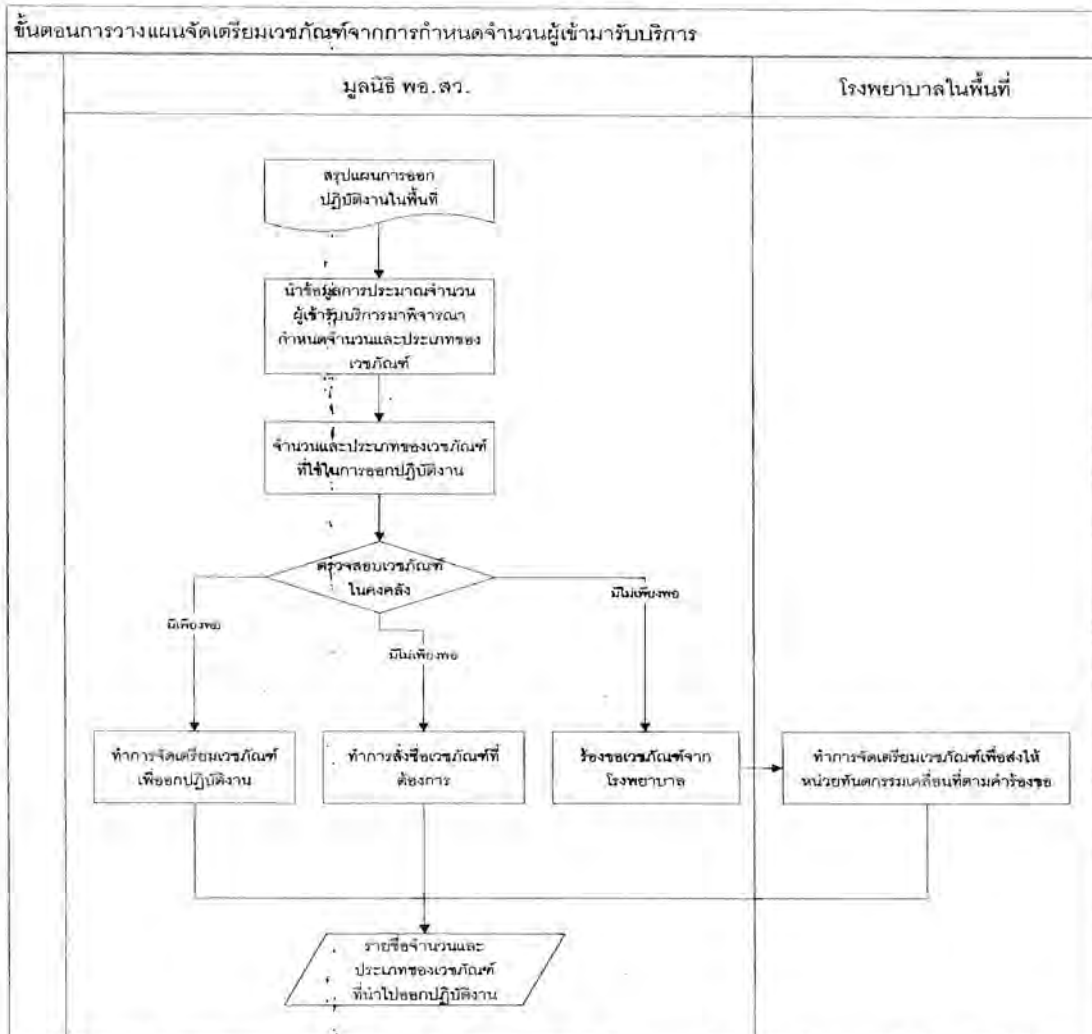 ขั้นตอนการวางแผนจัดเตรียมเวชภัณฑ์จากการกำหนดจำนวนผู้เข้ามารับบริการ
มูลนิธิ พอ.สว.
โรงพยาบาลในพื้นที่
สรุปแผนการออก
ปฏิบัติงานในพื้นที่
นำข้อมูลการประมาณจำนวน
ผู้เข้ารับบริการมาพิจารณา
กำหนดจำนวนและประเภทของ
เวชภัณฑ์
จำนวนและประเภทของเวชภัณฑ์
ที่ใช้ในการออกปฏิบัติงาน
ตรวจสอบเวชภัณฑ์
ในคงคลัง
มีเพียงพอ
มีไม่เพียงพอ
มีไม่เพียงพอ
ทำการจัดเตรียมเวชภัณฑ์
เพื่อออกปฏิบัติงาน
ทำการสั่งซื้อเวชภัณฑ์ที่
ต้องการ
ร้องขอเวชภัณฑ์จาก
โรงพยาบาล
ทำการจัดเตรียมเวชภัณฑ์เพื่อส่งให้
หน่วยทันตกรรมเคลื่อนที่ตามคำร้องขอ
รายชื่อจำนวนและ
ประเภทของเวชภัณฑ์
ที่นำไปออกปฏิบัติงาน